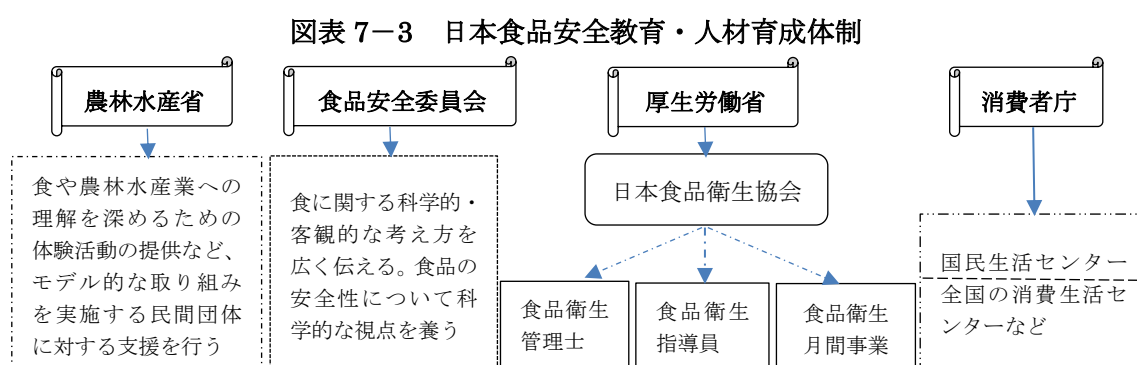 図表 7－3 日本食品安全教育・人材育成体制
農林水産省
食品安全委員会
厚生労働省
消費者庁
食や農林水産業への
理解を深めるための
体験活動の提供など、
モデル的な取り組み
を実施する民間団体
に対する支援を行う
食に関する科学的・
客観的な考え方を
広く伝える。食品の
安全性について科
学的な視点を養う
日本食品衛生協会
食品衛生
管理士
食品衛生
指導員
食品衛生
月間事業
国民生活センター
全国の消費生活セ
ンターなど